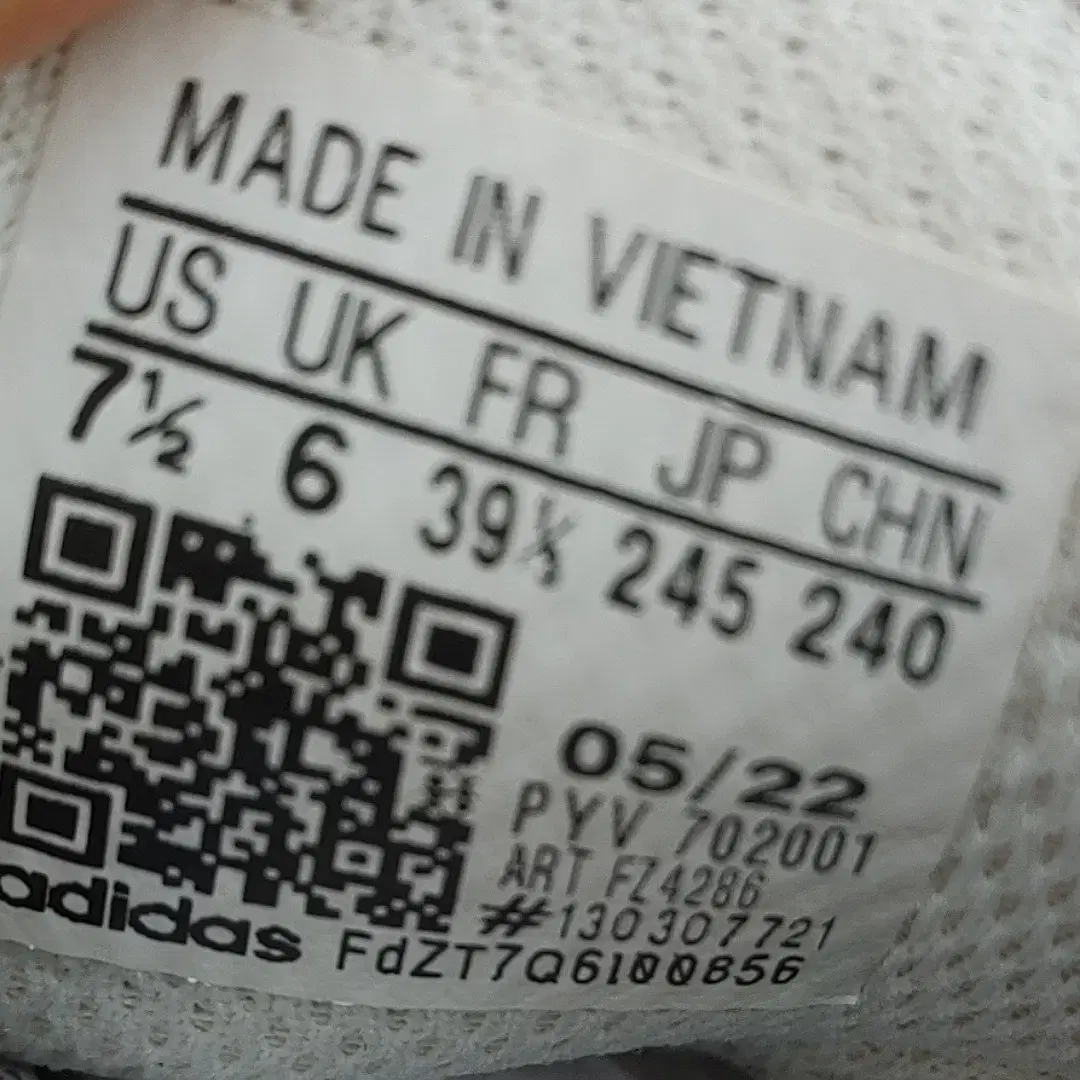 MADE IN VIETNAM
US UK FR JP CHN
7½ 6 39⅓ 245 240
05/22
PYV 702001
ART FZ4286
#130307721
adidas FdZT7Q6100856